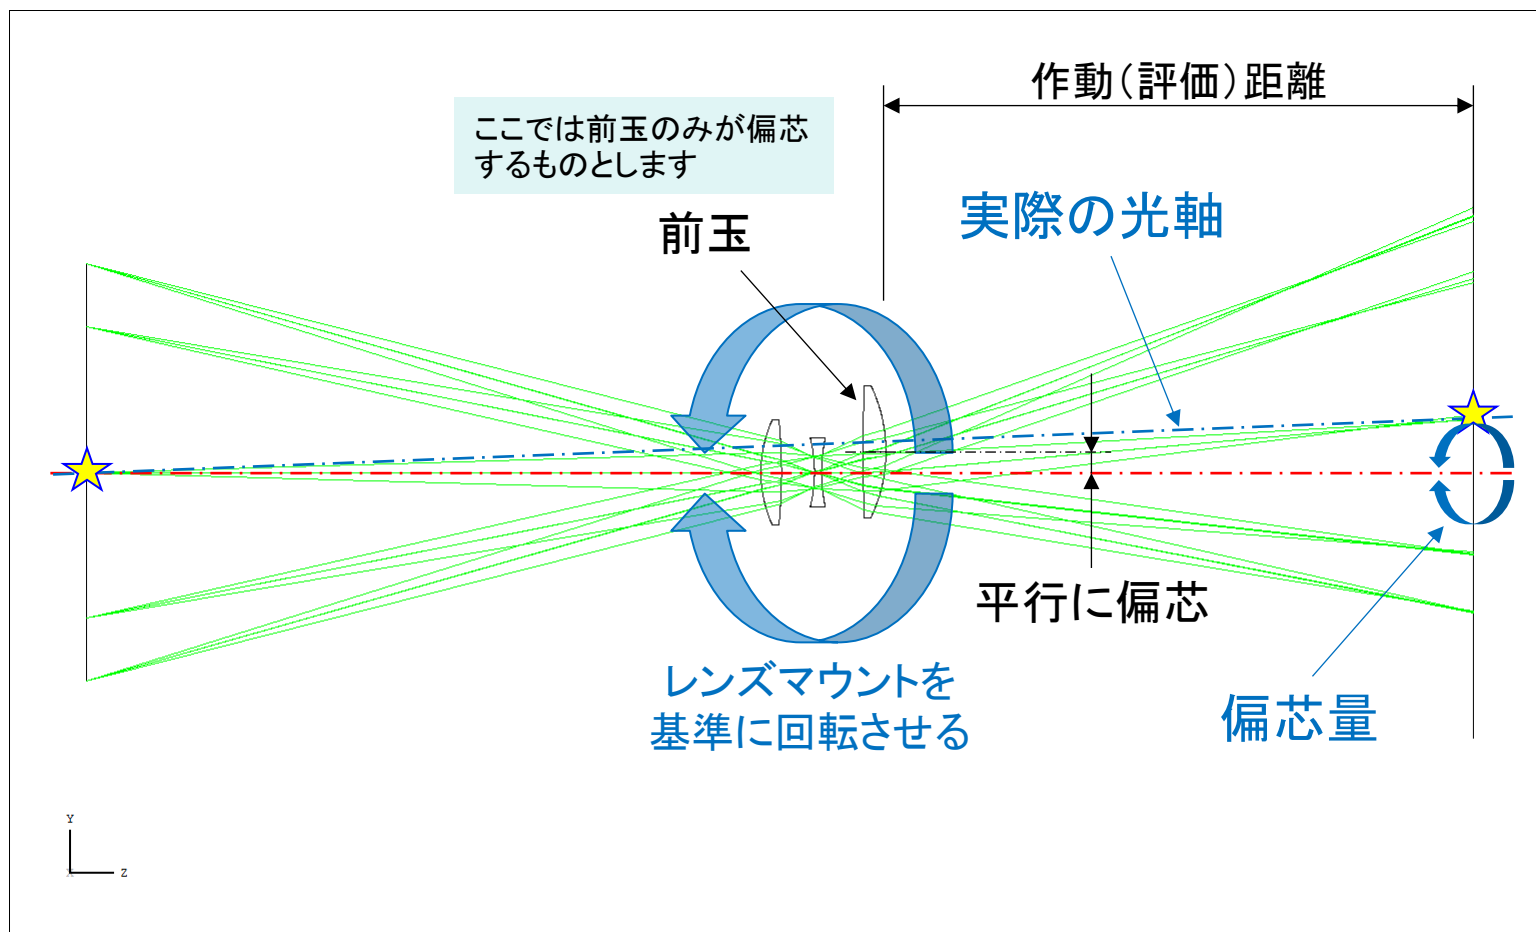 作動（評価）距離
ここでは前玉のみが偏芯
するものとします
実際の光軸
前玉
平行に偏芯
レンズマウントを
基準に回転させる
偏芯量
Y
X
Z